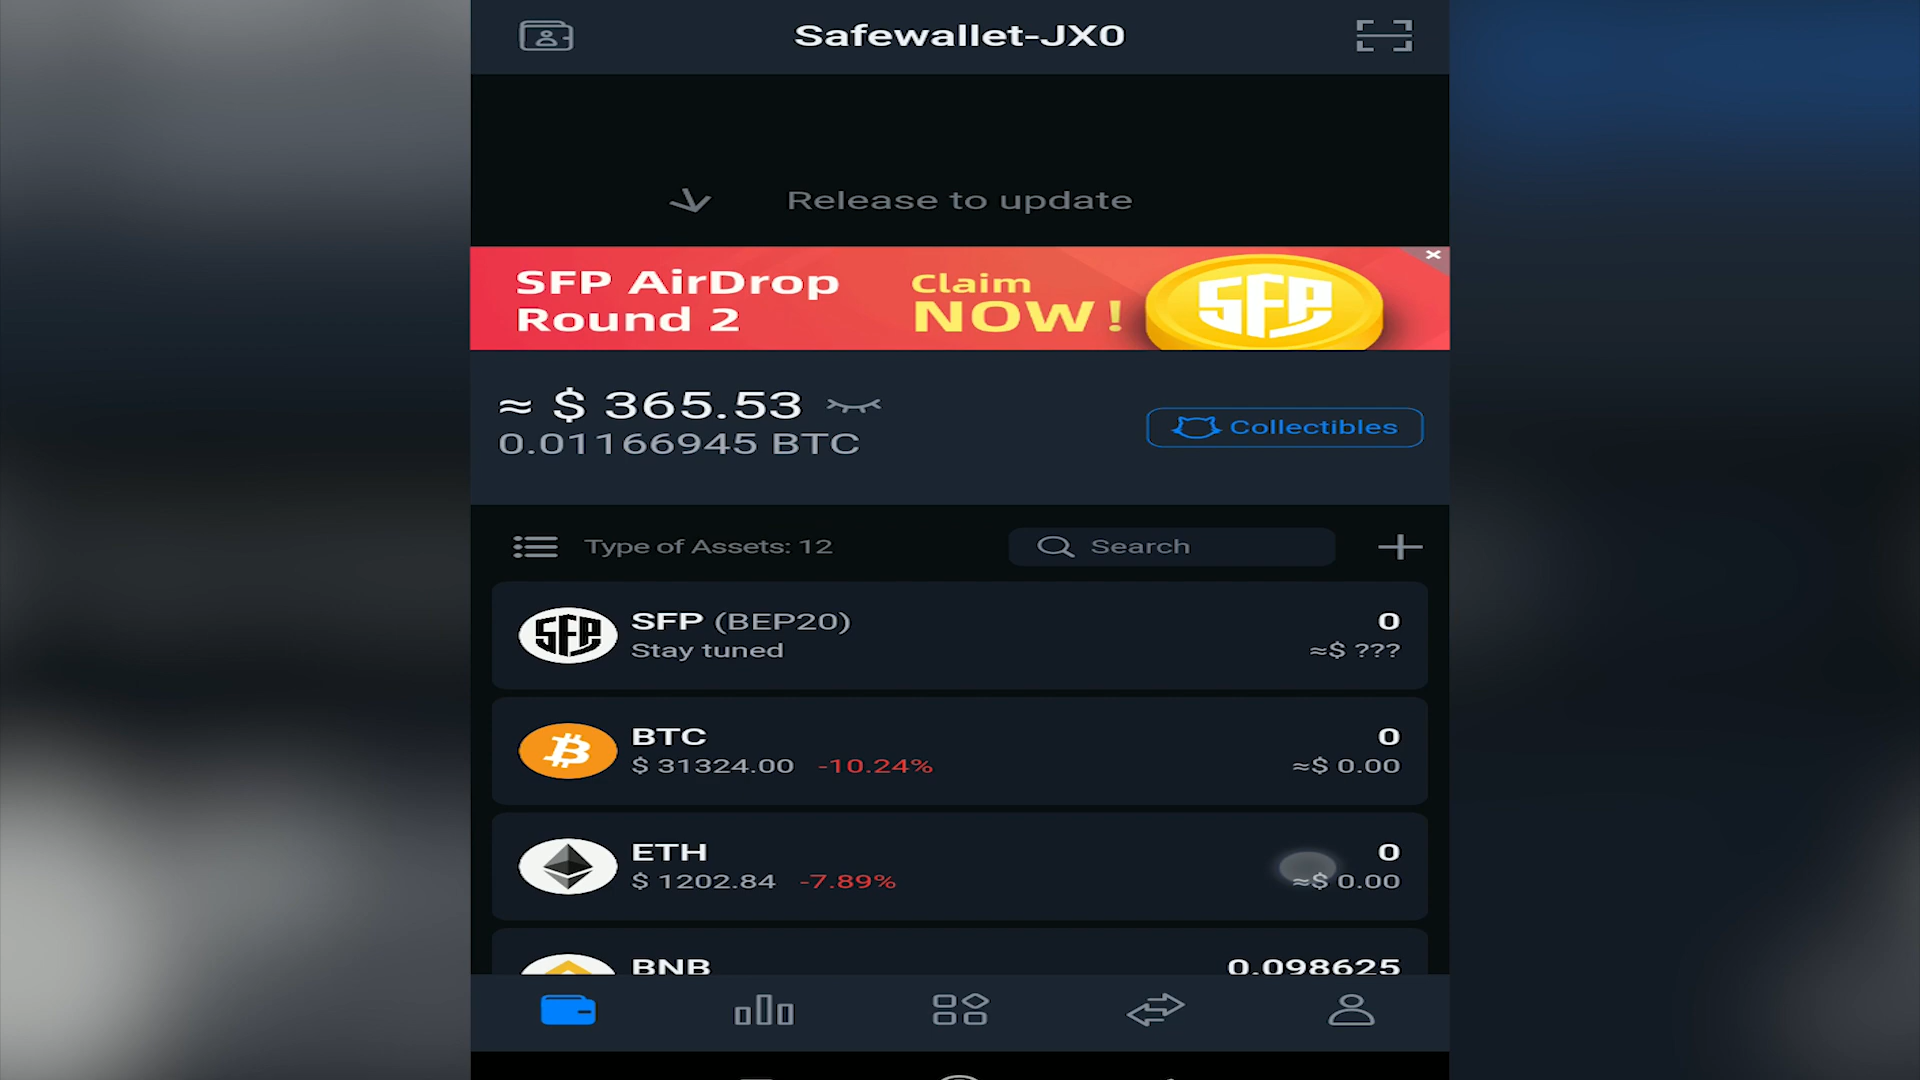 Safewallet-JX0
Release to update
SFP AirDrop
Round 2
Claim
NOW!
SFP
≈ $ 365.53
0.01166945 BTC
Collectibles
Type of Assets: 12
Search
SFP (BEP20)
0
Stay tuned
≈$ ???
BTC
0
$ 31324.00 -10.24%
≈$ 0.00
ETH
0
$ 1202.84 -7.89%
≈$ 0.00
BNB
0.098625